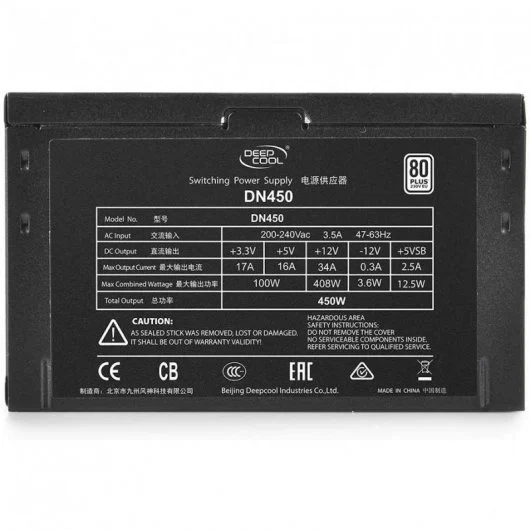 DEEP
COOL
Switching Power Supply 电源供应器
DN450
80
PLUS
230V EU
Model No. 型号 DN450
AC Input 交流输入 200-240Vac 3.5A 47-63Hz
DC Output 直流输出 +3.3V +5V +12V -12V +5VSB
Max Output Current 最大输出电流 17A 16A 34A 0.3A 2.5A
Max Combined Wattage 最大输出功率 100W 408W 3.6W 12.5W
Total Output 总功率 450W
CAUTION:
AS SEALED STICK WAS REMOVED, LOST OR DAMAGED.
WARRANTY IS VOID.
HAZARDOUS AREA
SAFETY INSTRUCTIONS:
DO NOT REMOVE THE COVER
NO SERVICEABLE COMPONENTS INSIDE.
REFER SERVICING TO QUALIFIED SERVICE.
CE CB CCC EAC
制造商：北京市九州风神科技有限公司 Beijing Deepcool Industries Co., Ltd. MADE IN CHINA 中国制造